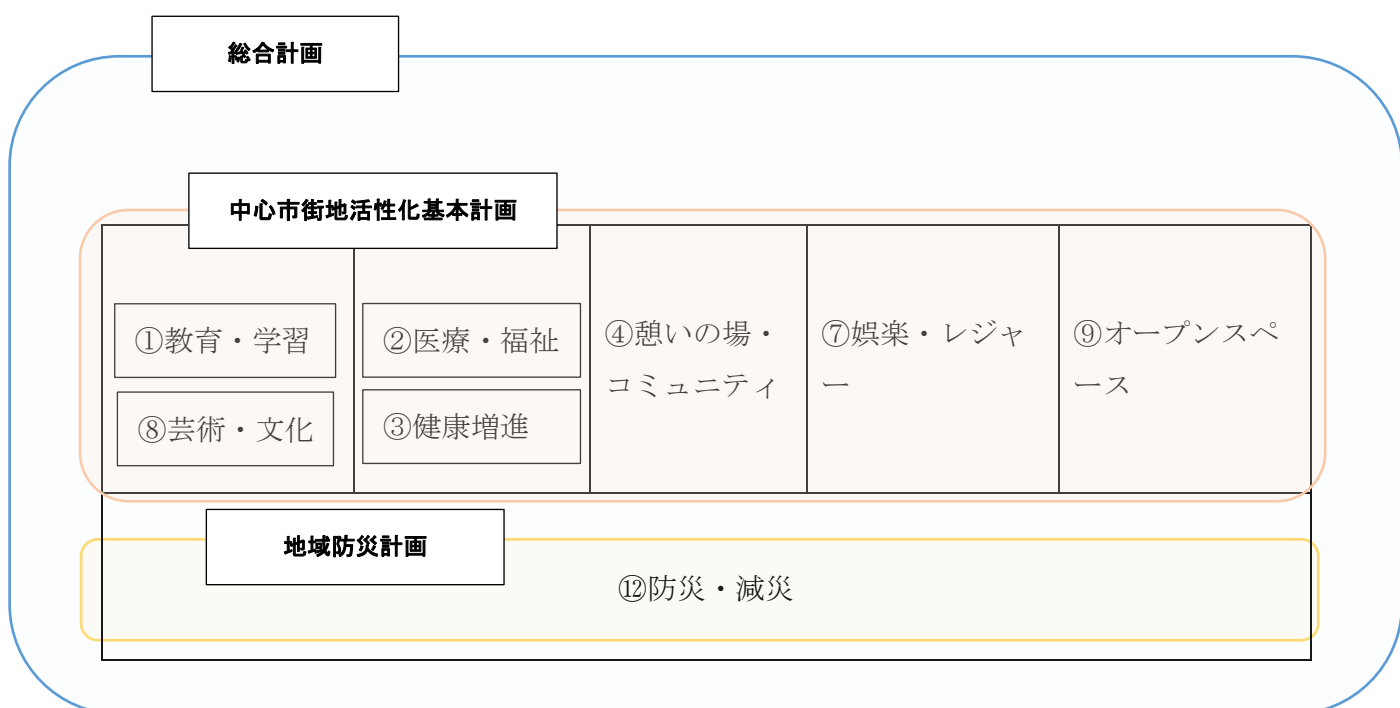 総合計画
中心市街地活性化基本計画
①教育・学習
⑧芸術・文化
②医療・福祉
③健康増進
④憩いの場・
コミュニティ
⑦娯楽・レジャ
ー
⑨オープンスペ
ース
地域防災計画
⑫防災・減災